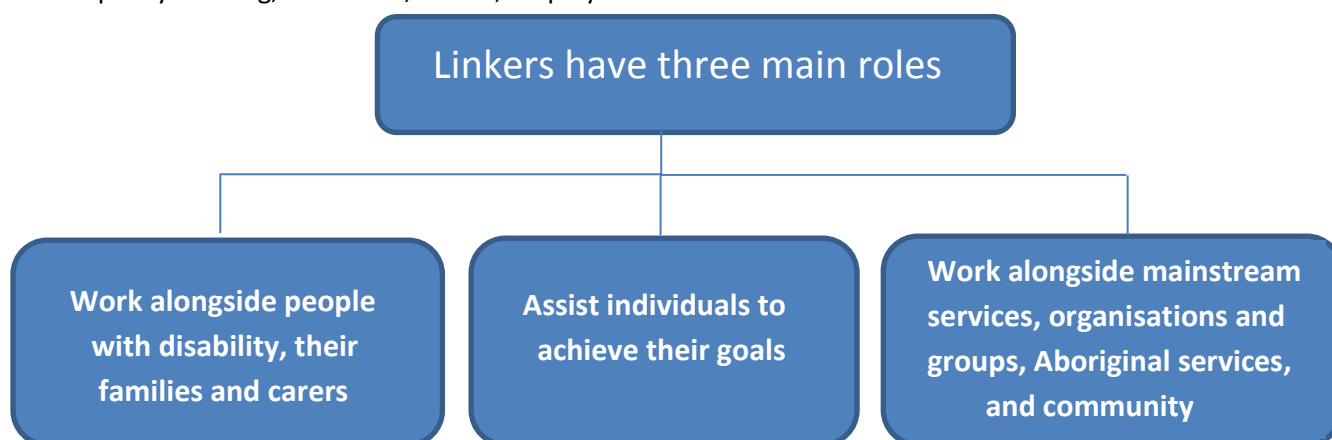 Linkers have three main roles
Work alongside people
with disability, their
families and carers
Assist individuals to
achieve their goals
Work alongside mainstream
services, organisations and
groups, Aboriginal services,
and community